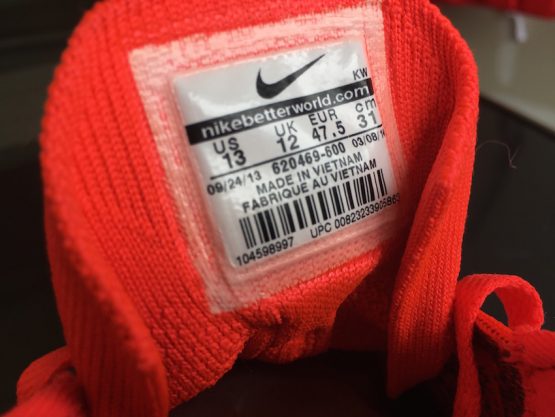 KW
nikebetterworld.com
US UK EUR cm
13 12 47.5 31
09/24/13 620469-600
MADE IN VIETNAM
FABRIQUE AU VIETNAM
104598997 UPC